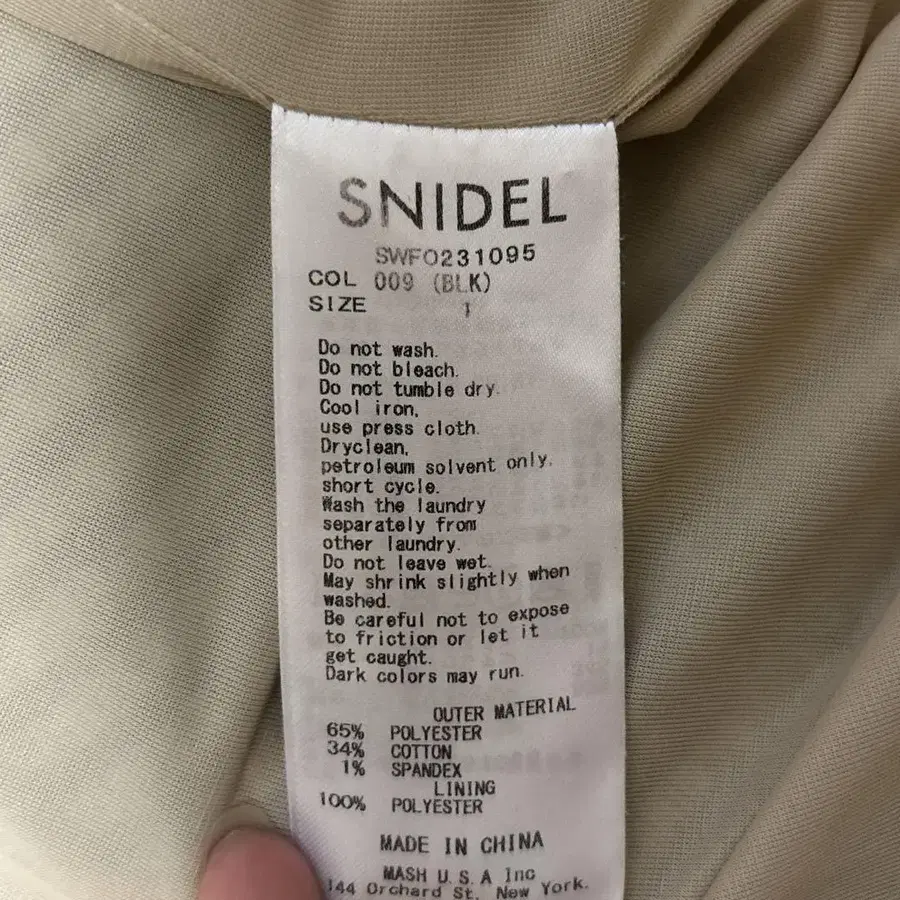 SNIDEL
SWFO231095
COL 009 (BLK)
SIZE 1
Do not wash.
Do not bleach.
Do not tumble dry.
Cool iron,
use press cloth.
Dryclean,
petroleum solvent only,
short cycle.
Wash the laundry
separately from
other laundry.
Do not leave wet.
May shrink slightly when
washed.
Be careful not to expose
to friction or let it
get caught.
Dark colors may run.
OUTER MATERIAL
65% POLYESTER
34% COTTON
1% SPANDEX
LINING
100% POLYESTER
MADE IN CHINA
MASH U.S.A Inc
144 Orchard St, New York.